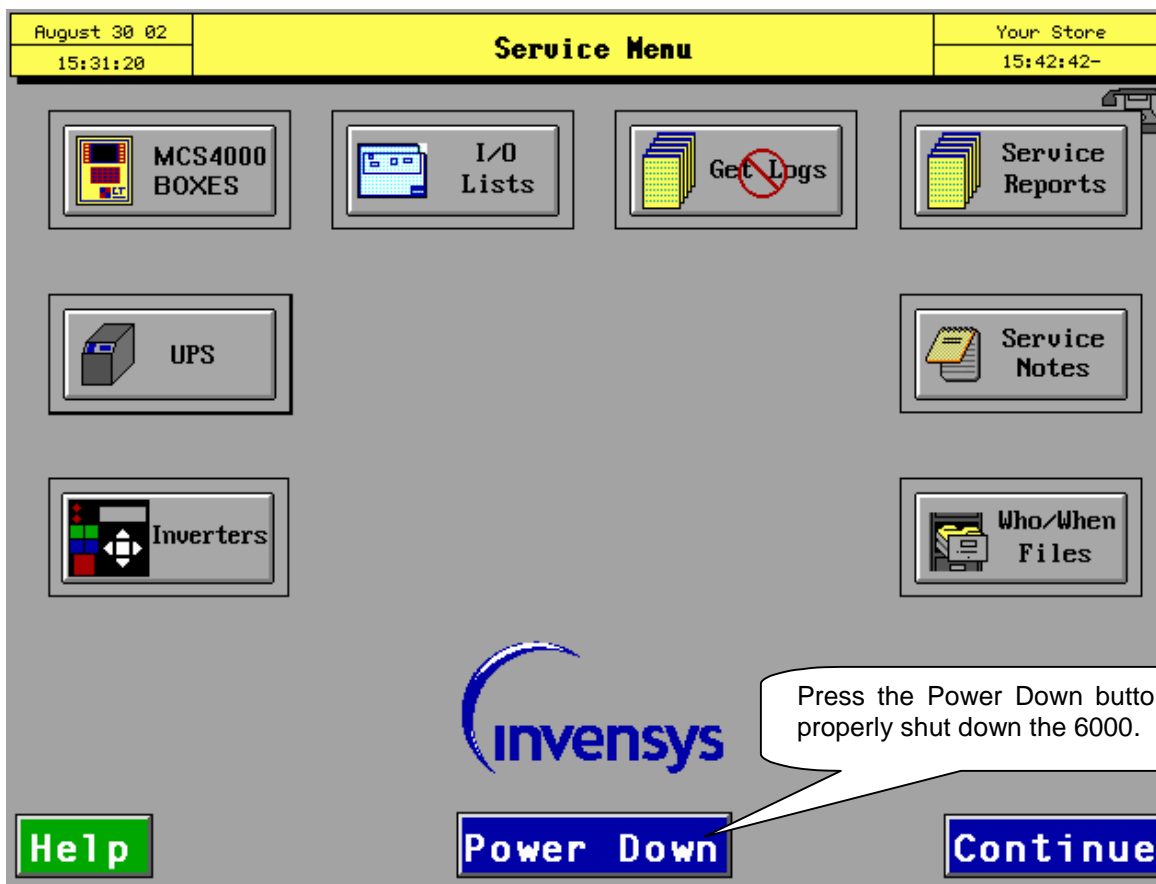 August 30 02
15:31:20
Service Menu
Your Store
15:42:42-
MCS4000
BOXES
LT
I/O
Lists
Get Logs
Service
Reports
UPS
Service
Notes
Inverters
Who/When
Files
invensys
Press the Power Down butto
properly shut down the 6000.
Help
Power Down
Continue